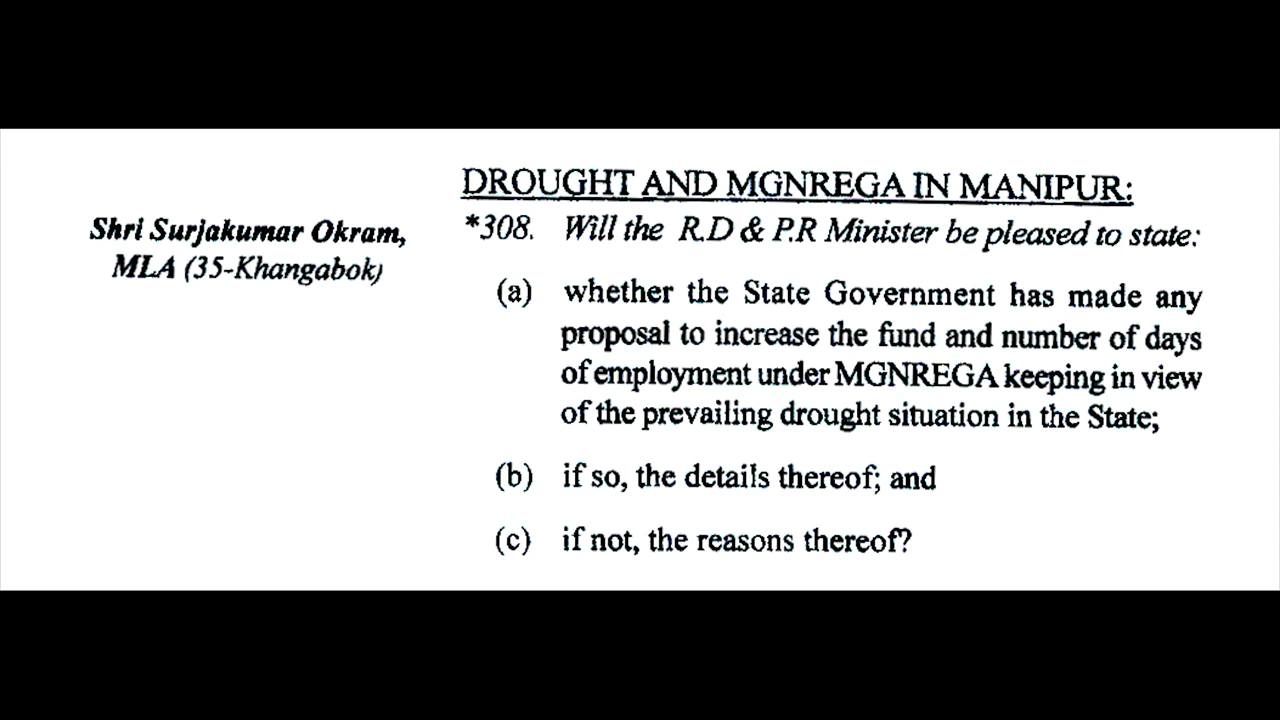 DROUGHT AND MGNREGA IN MANIPUR:
Shri Surjakumar Okram,
MLA (35-Khangabok)
*308. Will the R.D & P.R Minister be pleased to state:
(a) whether the State Government has made any
proposal to increase the fund and number of days
of employment under MGNREGA keeping in view
of the prevailing drought situation in the State;
(b) if so, the details thereof; and
(c) if not, the reasons thereof?